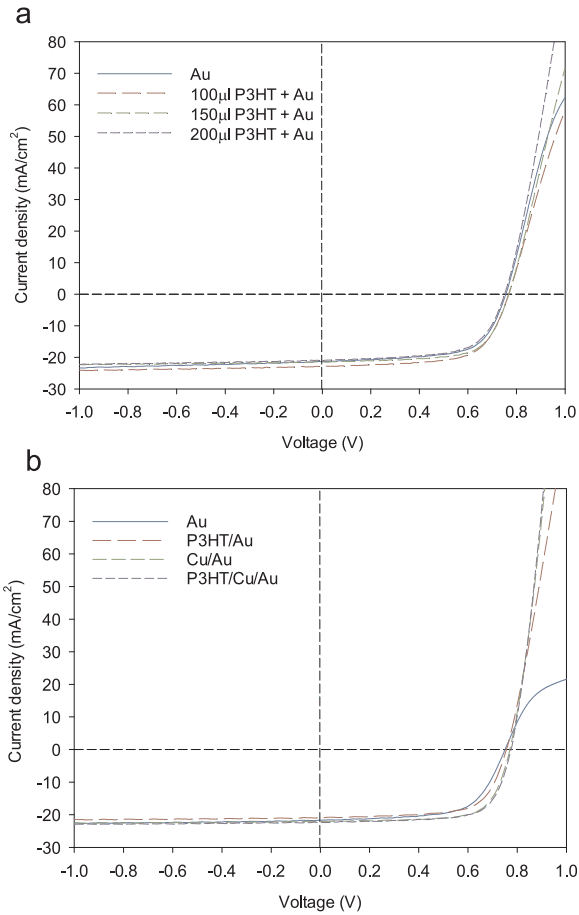 a
80
70
60
50
40
30
20
10
0
-10
-20
-30
Current density (mA/cm²)
Au
100µl P3HT + Au
150µl P3HT + Au
200µl P3HT + Au
-1.0 -0.8 -0.6 -0.4 -0.2 0.0 0.2 0.4 0.6 0.8 1.0
Voltage (V)
b
80
70
60
50
40
30
20
10
0
-10
-20
-30
Current density (mA/cm²)
Au
P3HT/Au
Cu/Au
P3HT/Cu/Au
-1.0 -0.8 -0.6 -0.4 -0.2 0.0 0.2 0.4 0.6 0.8 1.0
Voltage (V)